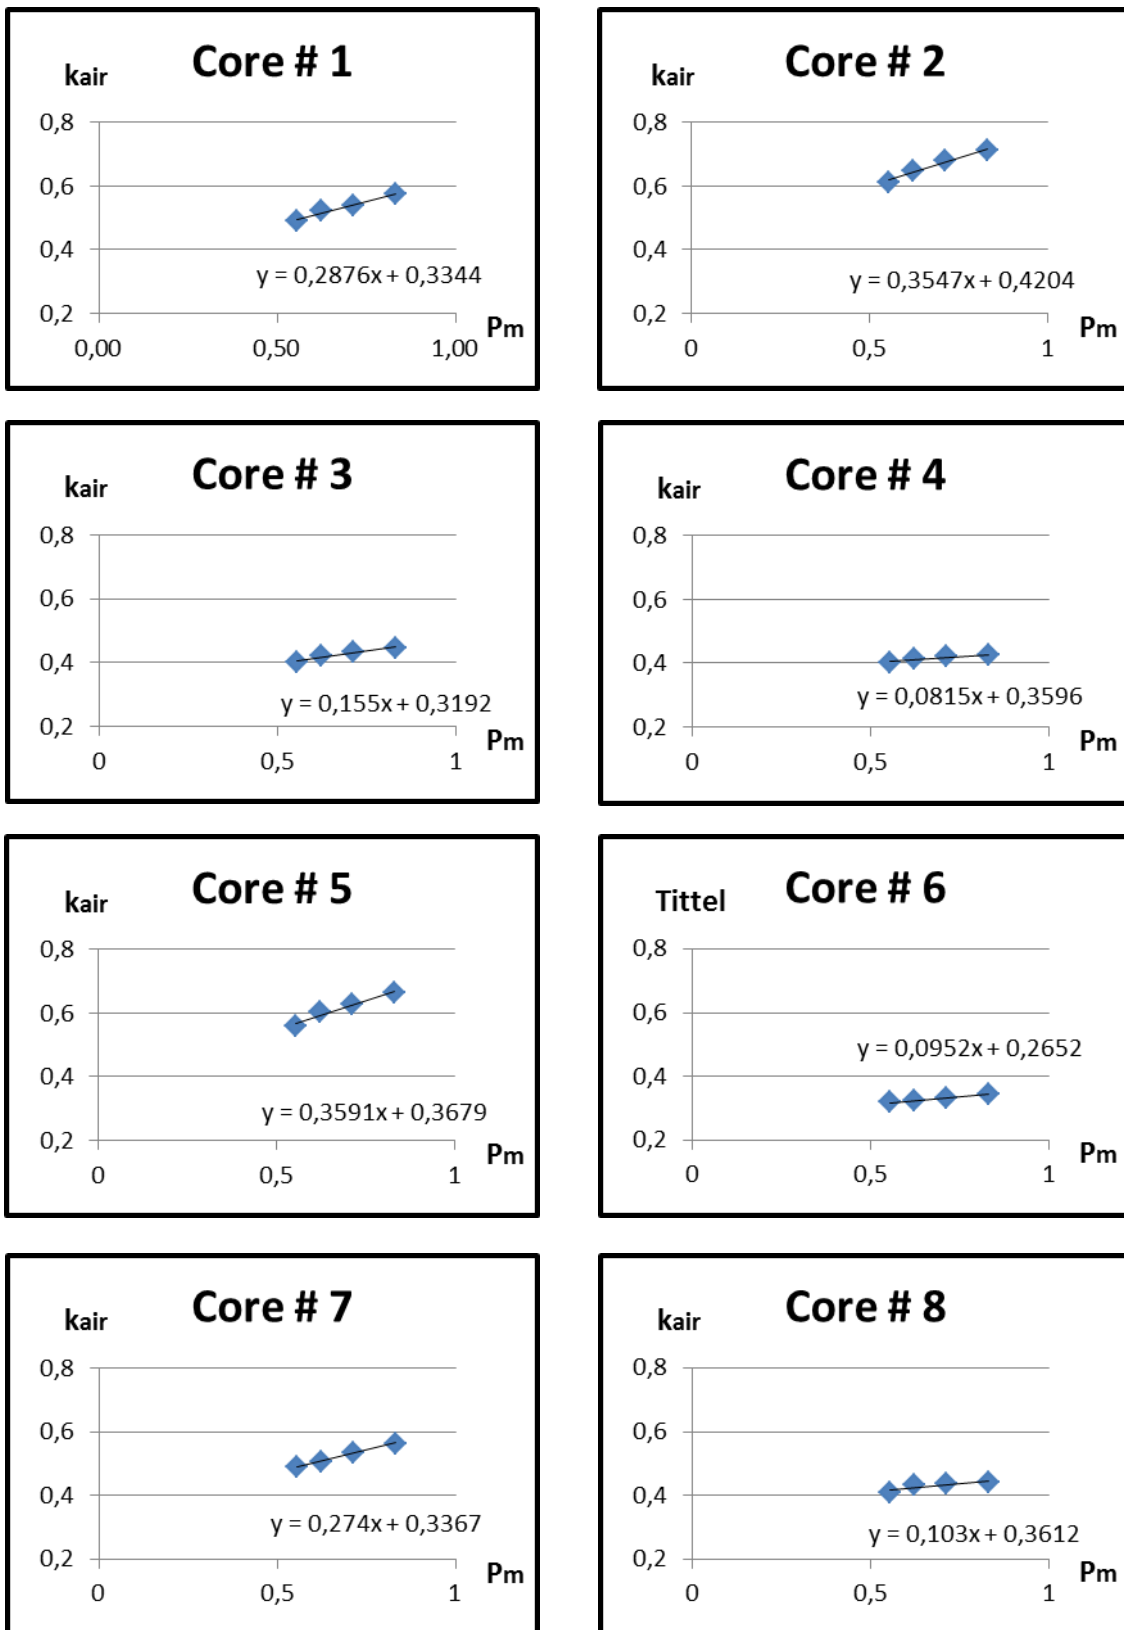 Core # 1
kair
0,8
0,6
0,4
y = 0,2876x + 0,3344
0,2
Pm
0,00 0,50 1,00
Core # 2
kair
0,8
0,6
0,4
y = 0,3547x + 0,4204
0,2
Pm
0 0,5 1
Core # 3
kair
0,8
0,6
0,4
y = 0,155x + 0,3192
0,2
Pm
0 0,5 1
Core # 4
kair
0,8
0,6
0,4
y = 0,0815x + 0,3596
0,2
Pm
0 0,5 1
Core # 5
kair
0,8
0,6
0,4
y = 0,3591x + 0,3679
0,2
Pm
0 0,5 1
Core # 6
Tittel
0,8
0,6
y = 0,0952x + 0,2652
0,4
0,2
Pm
0 0,5 1
Core # 7
kair
0,8
0,6
0,4
y = 0,274x + 0,3367
0,2
Pm
0 0,5 1
Core # 8
kair
0,8
0,6
0,4
y = 0,103x + 0,3612
0,2
Pm
0 0,5 1